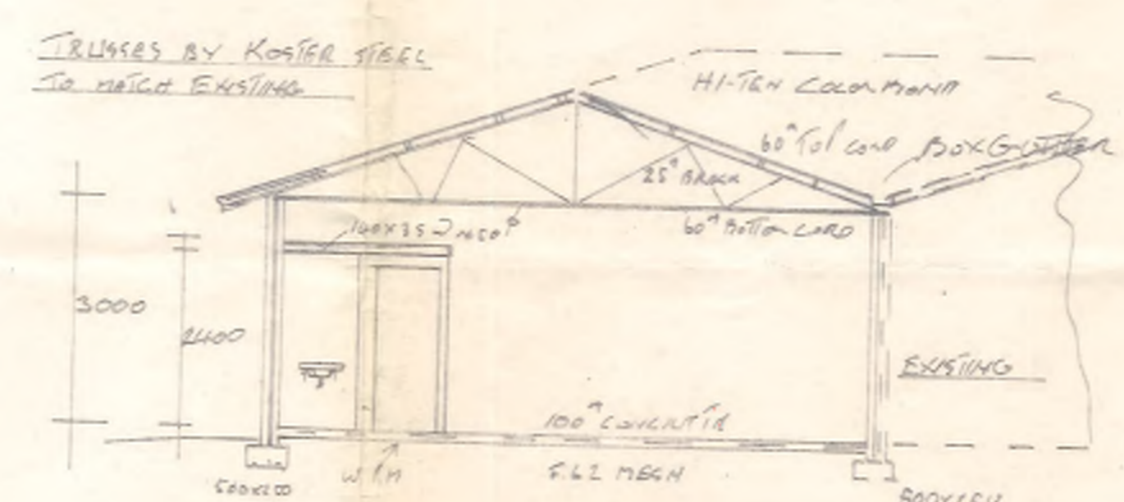 TRUSSES BY KOSTER STEEL
TO MATCH EXISTING
HI-TEN COLORBOND
60 TOP CORD
BOX GUTTER
25 BRACE
60 BOTTOM CORD
140X35
3000
2400
EXISTING
100 CONCRETE
W.P.M
F.62 MESH
500X200